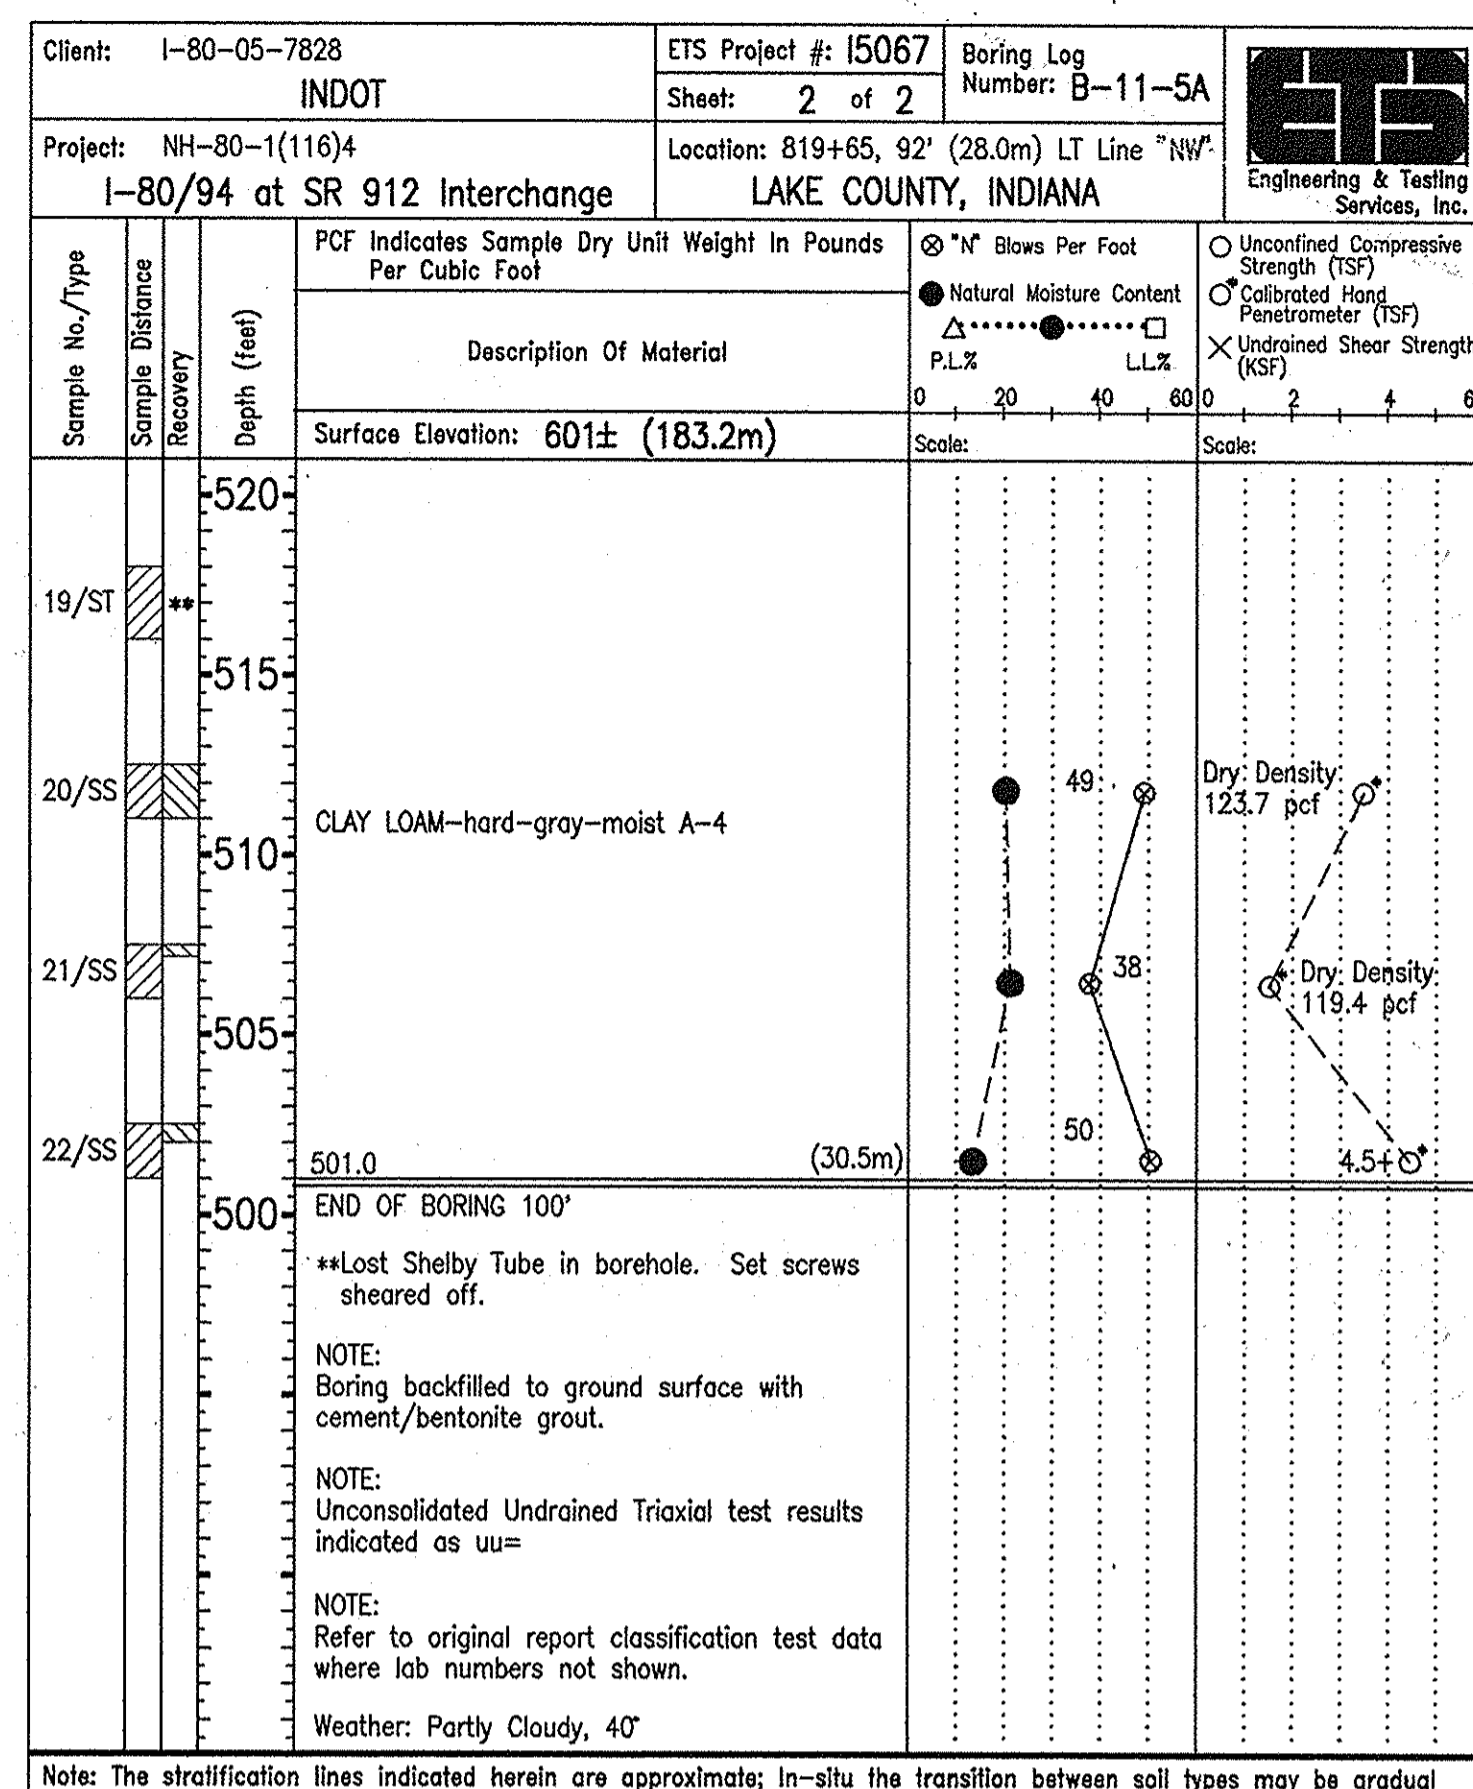 Client: I-80-05-7828
INDOT
ETS Project #: I5067
Sheet: 2 of 2
Boring Log
Number: B-11-5A
ETS
Engineering & Testing
Services, Inc.
Project: NH-80-1(116)4
I-80/94 at SR 912 Interchange
Location: 819+65, 92' (28.0m) LT Line "NW"
LAKE COUNTY, INDIANA
Sample No./Type
Sample Distance
Recovery
Depth (feet)
PCF Indicates Sample Dry Unit Weight In Pounds
Per Cubic Foot
Description Of Material
Surface Elevation: 601± (183.2m)
⊗ "N" Blows Per Foot
● Natural Moisture Content
P.L.% L.L.%
0 20 40 60
Scale:
○ Unconfined Compressive
Strength (TSF)
○* Calibrated Hand
Penetrometer (TSF)
× Undrained Shear Strength
(KSF)
0 2 4 6
Scale:
520
19/ST **
515
20/SS
49
Dry Density
123.7 pcf
*
CLAY LOAM-hard-gray-moist A-4
510
21/SS
38
* Dry Density
119.4 pcf
505
22/SS
50
501.0 (30.5m)
4.5+ *
500
END OF BORING 100'
**Lost Shelby Tube in borehole. Set screws
sheared off.
NOTE:
Boring backfilled to ground surface with
cement/bentonite grout.
NOTE:
Unconsolidated Undrained Triaxial test results
indicated as uu=
NOTE:
Refer to original report classification test data
where lab numbers not shown.
Weather: Partly Cloudy, 40°
Note: The stratification lines indicated herein are approximate; In-situ the transition between soil types may be gradual